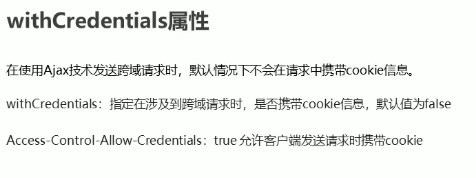 withCredentials属性
在使用Ajax技术发送跨域请求时，默认情况下不会在请求中携带cookie信息。
withCredentials：指定在涉及到跨域请求时，是否携带cookie信息，默认值为false
Access-Control-Allow-Credentials：true 允许客户端发送请求时携带cookie